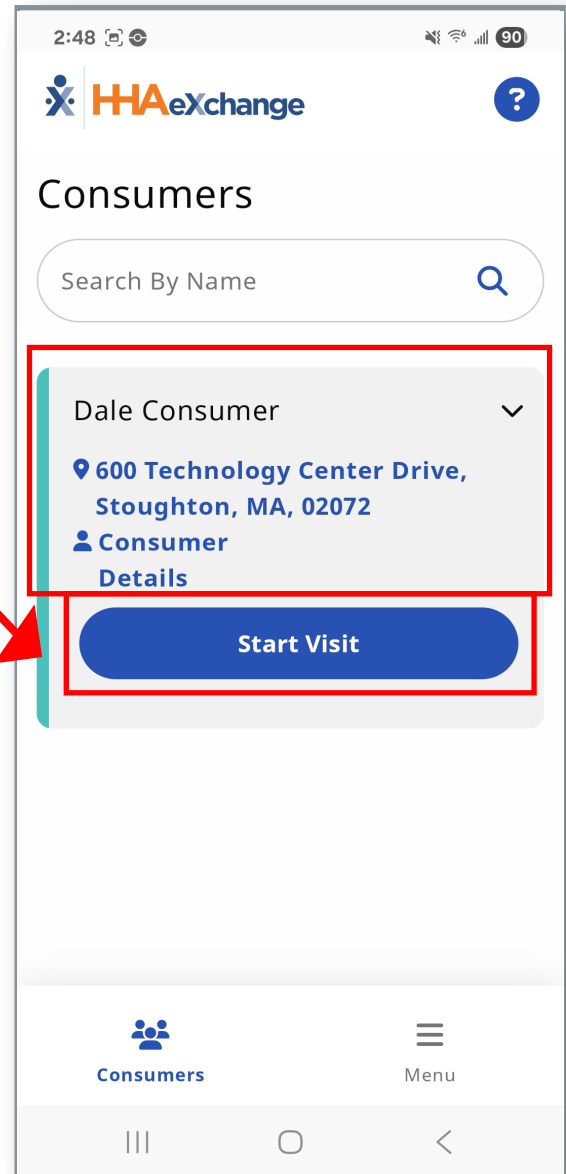 2:48
90
HHAeXchange
?
Consumers
Search By Name
Dale Consumer
600 Technology Center Drive,
Stoughton, MA, 02072
Consumer
Details
Start Visit
Consumers
Menu